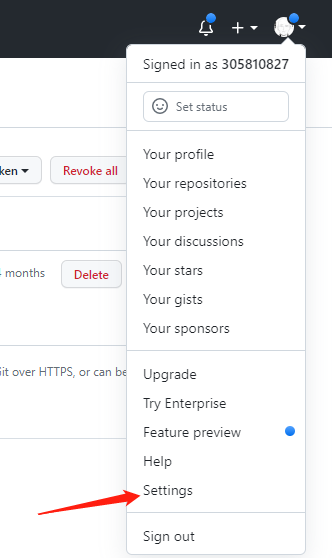 Signed in as 305810827
Set status
Your profile
ken
Revoke all
Your repositories
Your projects
Your discussions
months
Delete
Your stars
Your gists
Your sponsors
it over HTTPS, or can be
Upgrade
Try Enterprise
Feature preview
Help
Settings
Sign out